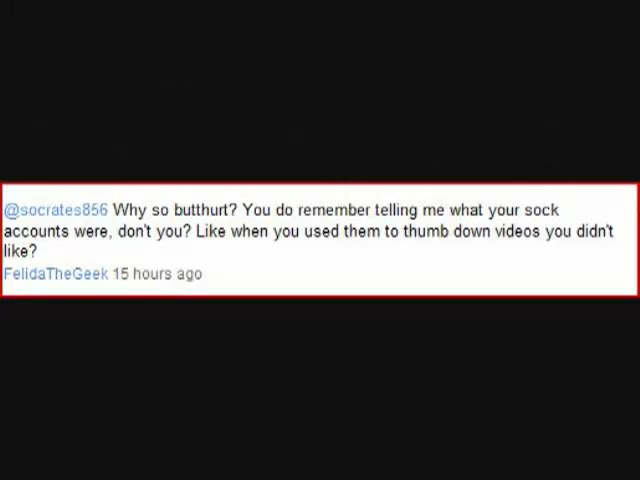 @socrates856 Why so butthurt? You do remember telling me what your sock
accounts were, don't you? Like when you used them to thumb down videos you didn't
like?
FelidaTheGeek 15 hours ago